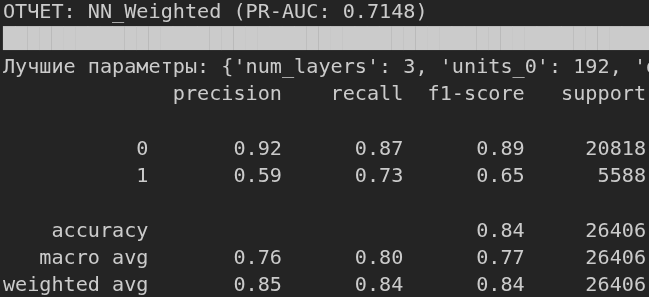 ОТЧЕТ: NN_Weighted (PR-AUC: 0.7148)
Лучшие параметры: {'num_layers': 3, 'units_0': 192, '
precision recall f1-score support
0 0.92 0.87 0.89 20818
1 0.59 0.73 0.65 5588
accuracy 0.84 26406
macro avg 0.76 0.80 0.77 26406
weighted avg 0.85 0.84 0.84 26406